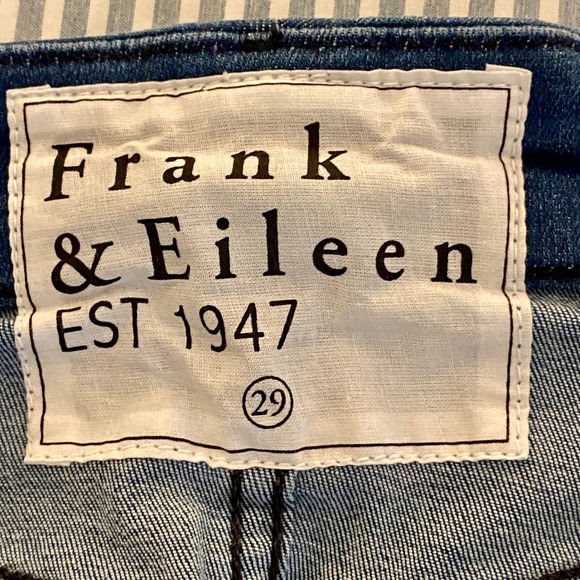 Frank
& Eileen
EST 1947
29